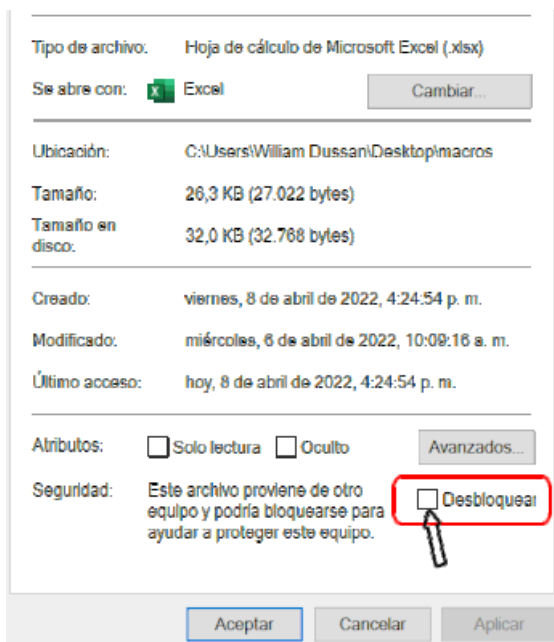 Tipo de archivo: Hoja de cálculo de Microsoft Excel (.xlsx)
Se abre con: Excel Cambiar...
Ubicación: C:\Users\William Dussan\Desktop\macros
Tamaño: 26,3 KB (27.022 bytes)
Tamaño en
disco: 32,0 KB (32.768 bytes)
Creado: viernes, 8 de abril de 2022, 4:24:54 p. m.
Modificado: miércoles, 6 de abril de 2022, 10:09:16 a. m.
Último acceso: hoy, 8 de abril de 2022, 4:24:54 p. m.
Atributos: Solo lectura Oculto Avanzados...
Seguridad: Este archivo proviene de otro
equipo y podría bloquearse para
ayudar a proteger este equipo.
Desbloquear
Aceptar Cancelar Aplicar